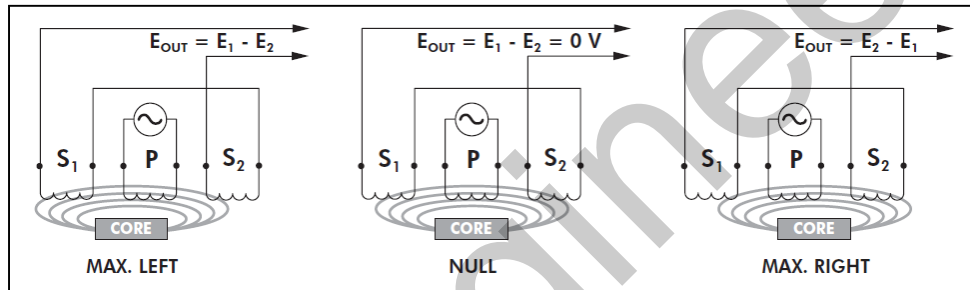 E_OUT = E_1 - E_2
S_1 P S_2
CORE
MAX. LEFT
E_OUT = E_1 - E_2 = 0 V
S_1 P S_2
CORE
NULL
E_OUT = E_2 - E_1
S_1 P S_2
CORE
MAX. RIGHT